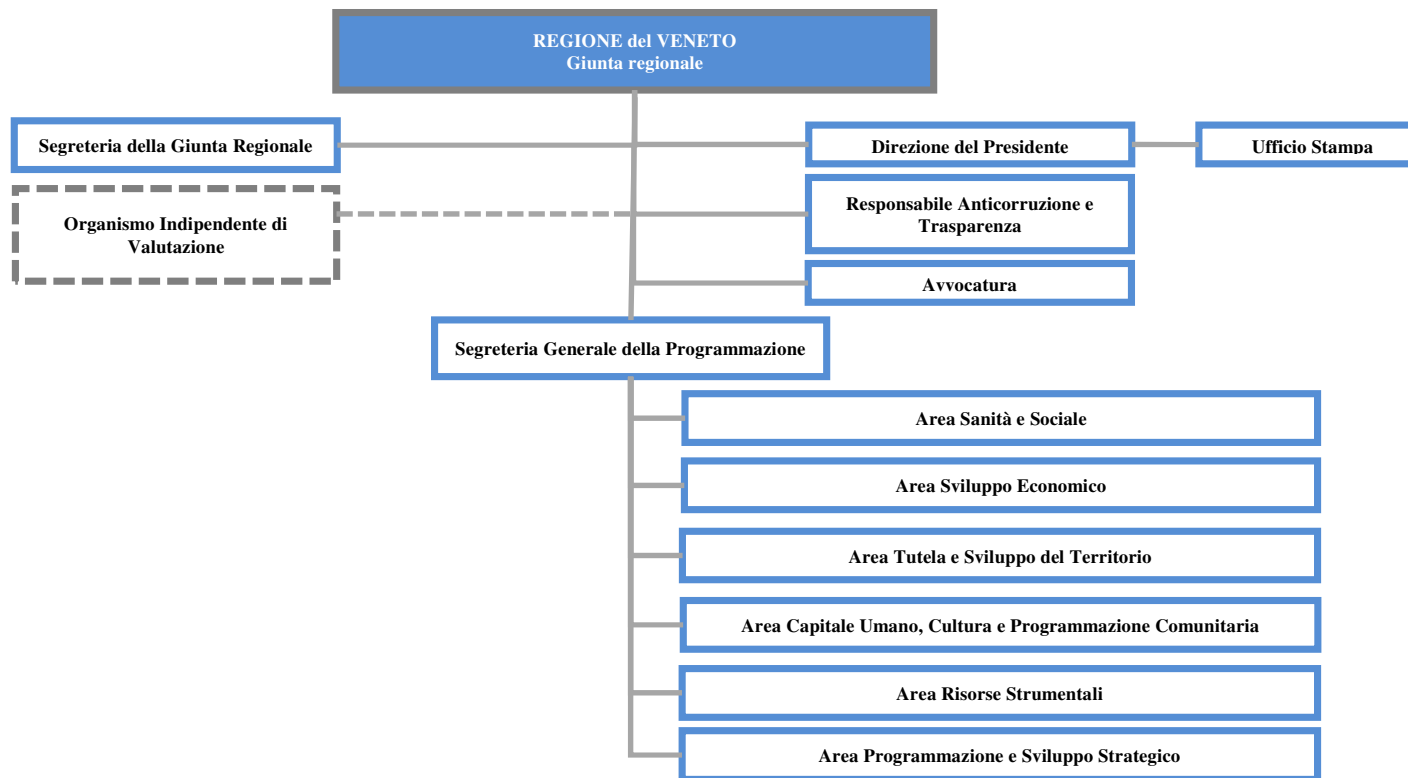 REGIONE del VENETO
Giunta regionale
Segreteria della Giunta Regionale
Direzione del Presidente
Ufficio Stampa
Organismo Indipendente di
Valutazione
Responsabile Anticorruzione e
Trasparenza
Avvocatura
Segreteria Generale della Programmazione
Area Sanità e Sociale
Area Sviluppo Economico
Area Tutela e Sviluppo del Territorio
Area Capitale Umano, Cultura e Programmazione Comunitaria
Area Risorse Strumentali
Area Programmazione e Sviluppo Strategico